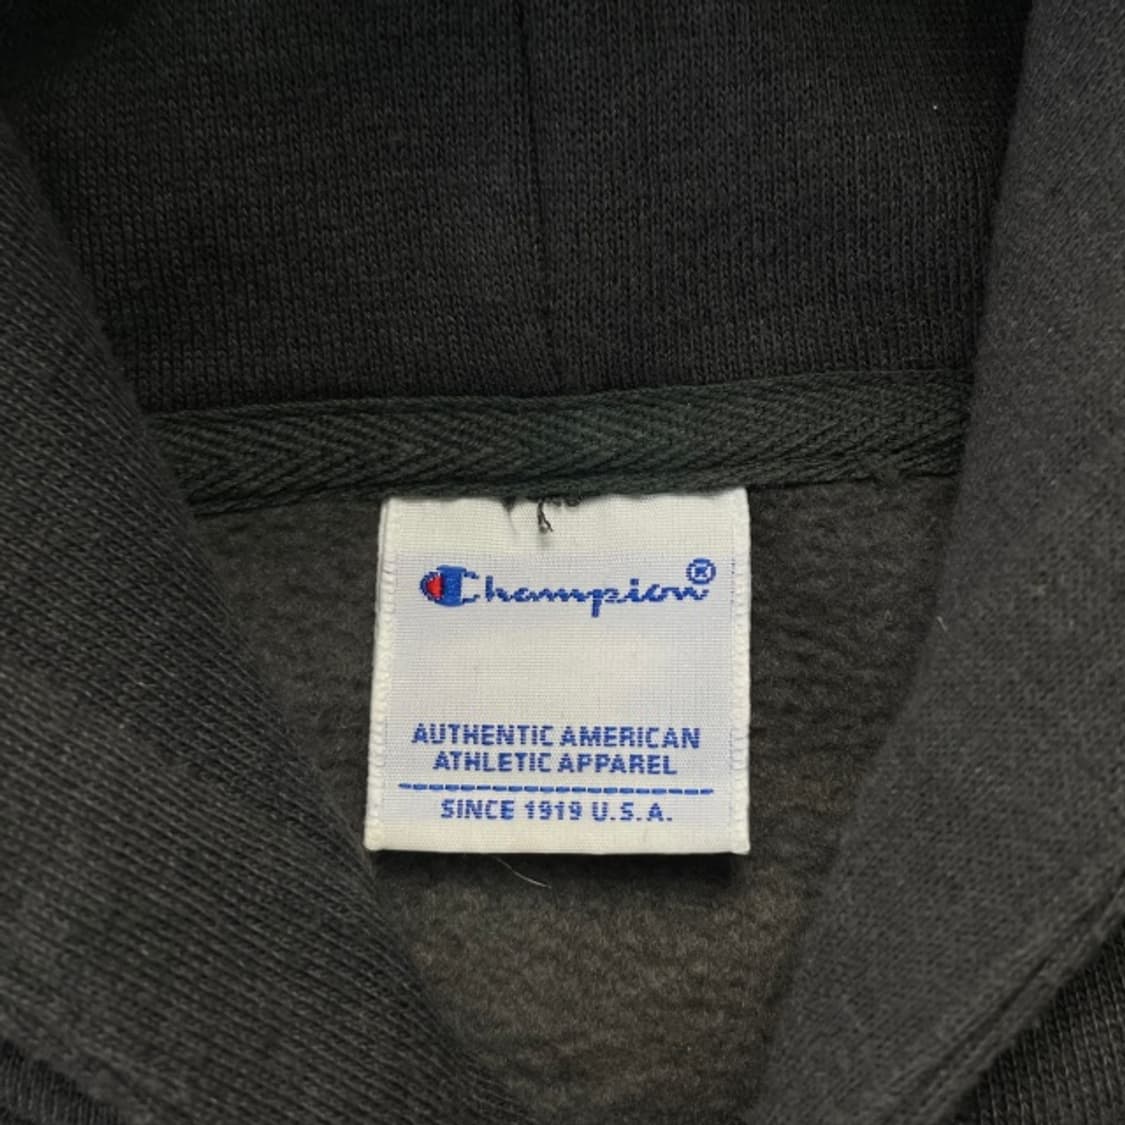 Champion®
AUTHENTIC AMERICAN
ATHLETIC APPAREL
SINCE 1919 U.S.A.